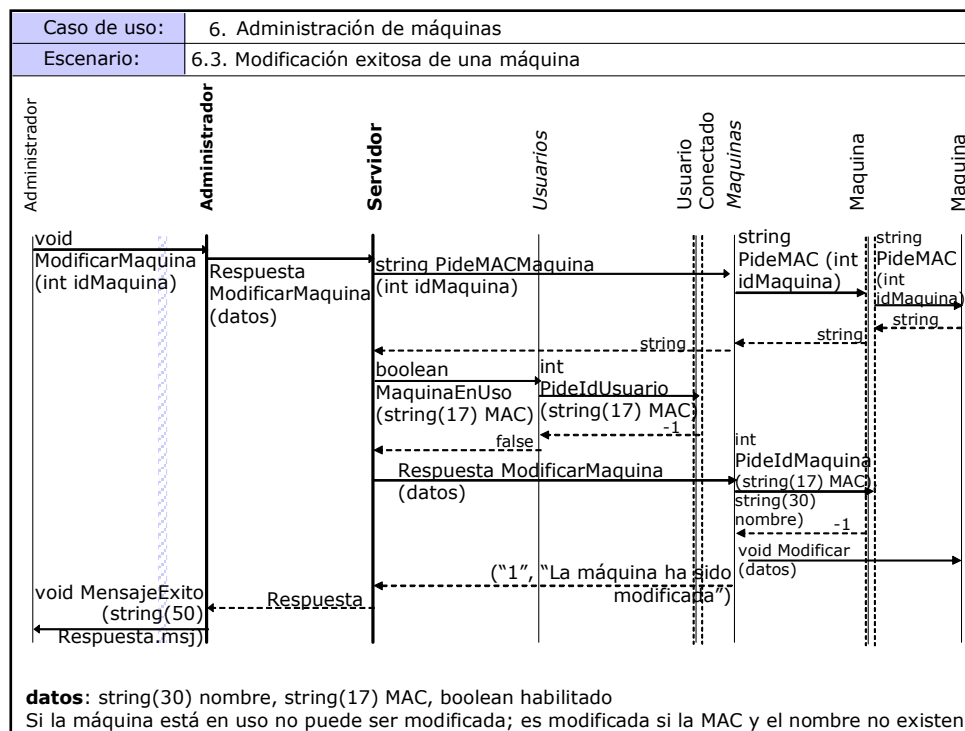 Caso de uso: 6. Administración de máquinas
Escenario: 6.3. Modificación exitosa de una máquina
Administrador
Administrador
Servidor
Usuarios
Usuario
Conectado
Maquinas
Maquina
Maquina
void
ModificarMaquina
(int idMaquina)
Respuesta
ModificarMaquina
(datos)
string PideMACMaquina
(int idMaquina)
string
PideMAC (int
idMaquina)
string
PideMAC
(int
idMaquina)
string
string
string
boolean
MaquinaEnUso
(string(17) MAC)
int
PideIdUsuario
(string(17) MAC)
-1
false
Respuesta ModificarMaquina
(datos)
int
PideIdMaquina
(string(17) MAC,
string(30)
nombre)
-1
void Modificar
(datos)
(“1”, “La máquina ha sido
modificada”)
Respuesta
void MensajeExito
(string(50)
Respuesta.msj)
datos: string(30) nombre, string(17) MAC, boolean habilitado
Si la máquina está en uso no puede ser modificada; es modificada si la MAC y el nombre no existen